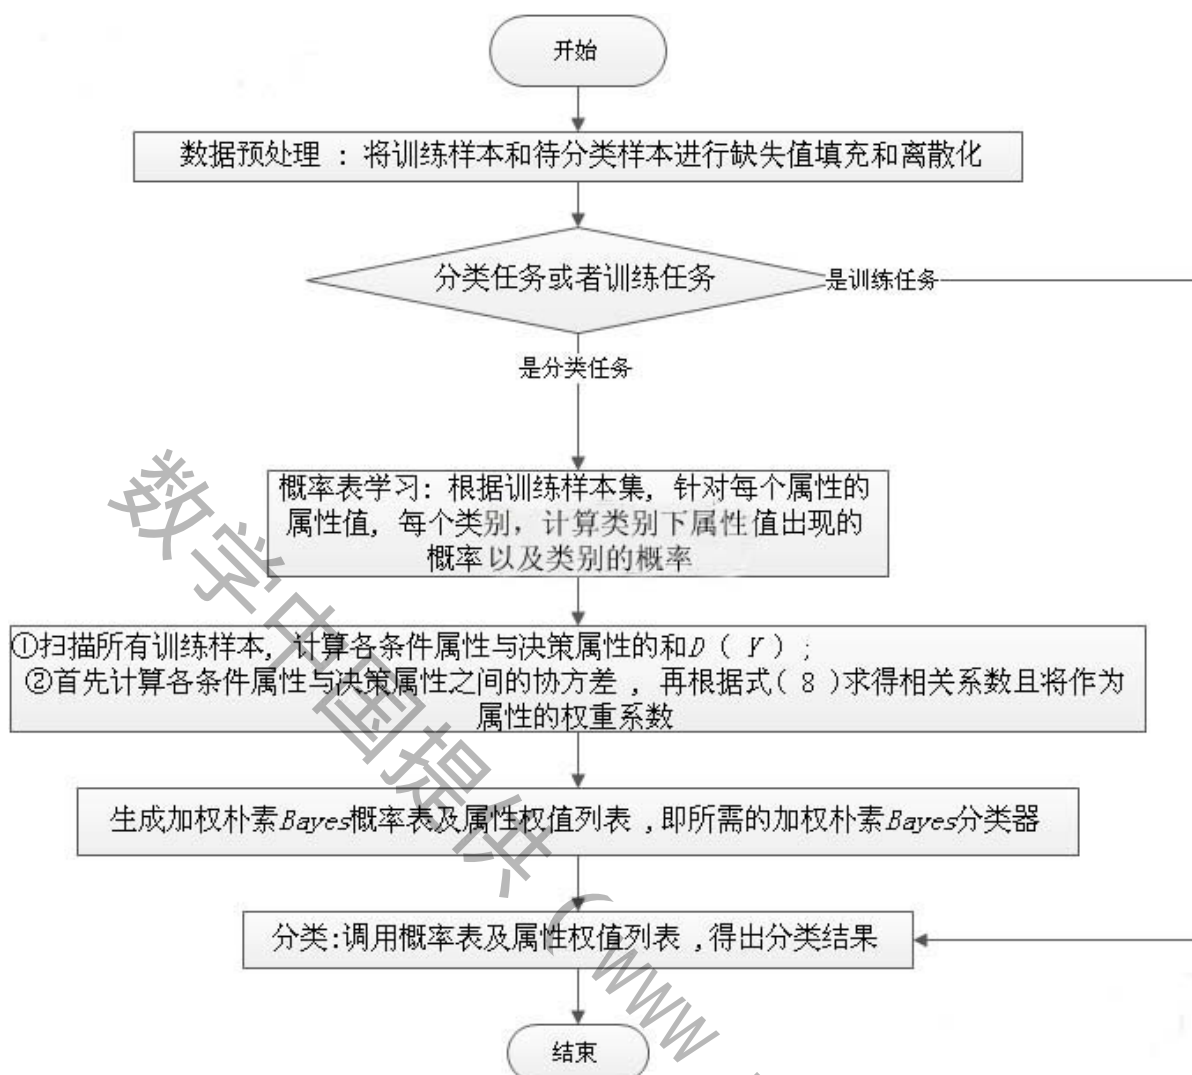 开始
数据预处理 : 将训练样本和待分类样本进行缺失值填充和离散化
分类任务或者训练任务
是训练任务
是分类任务
概率表学习: 根据训练样本集, 针对每个属性的
属性值, 每个类别, 计算类别下属性值出现的
概率以及类别的概率
①扫描所有训练样本, 计算各条件属性与决策属性的和D ( Y ) ;
②首先计算各条件属性与决策属性之间的协方差 , 再根据式( 8 )求得相关系数且将作为
属性的权重系数
生成加权朴素Bayes概率表及属性权值列表 ,即所需的加权朴素Bayes分类器
分类:调用概率表及属性权值列表 ,得出分类结果
结束
数学中国提供 ( www